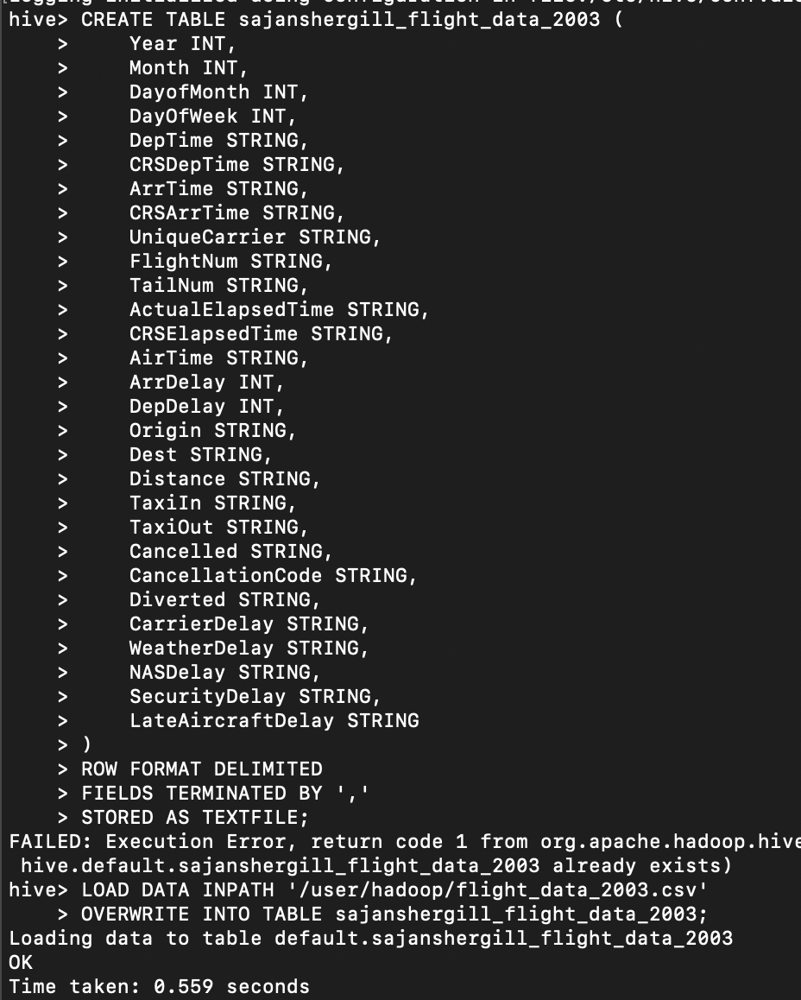 hive> CREATE TABLE sajanshergill_flight_data_2003 (
    >     Year INT,
    >     Month INT,
    >     DayofMonth INT,
    >     DayOfWeek INT,
    >     DepTime STRING,
    >     CRSDepTime STRING,
    >     ArrTime STRING,
    >     CRSArrTime STRING,
    >     UniqueCarrier STRING,
    >     FlightNum STRING,
    >     TailNum STRING,
    >     ActualElapsedTime STRING,
    >     CRSElapsedTime STRING,
    >     AirTime STRING,
    >     ArrDelay INT,
    >     DepDelay INT,
    >     Origin STRING,
    >     Dest STRING,
    >     Distance STRING,
    >     TaxiIn STRING,
    >     TaxiOut STRING,
    >     Cancelled STRING,
    >     CancellationCode STRING,
    >     Diverted STRING,
    >     CarrierDelay STRING,
    >     WeatherDelay STRING,
    >     NASDelay STRING,
    >     SecurityDelay STRING,
    >     LateAircraftDelay STRING
    > )
    > ROW FORMAT DELIMITED
    > FIELDS TERMINATED BY ','
    > STORED AS TEXTFILE;
FAILED: Execution Error, return code 1 from org.apache.hadoop.hive
 hive.default.sajanshergill_flight_data_2003 already exists)
hive> LOAD DATA INPATH '/user/hadoop/flight_data_2003.csv'
    > OVERWRITE INTO TABLE sajanshergill_flight_data_2003;
Loading data to table default.sajanshergill_flight_data_2003
OK
Time taken: 0.559 seconds